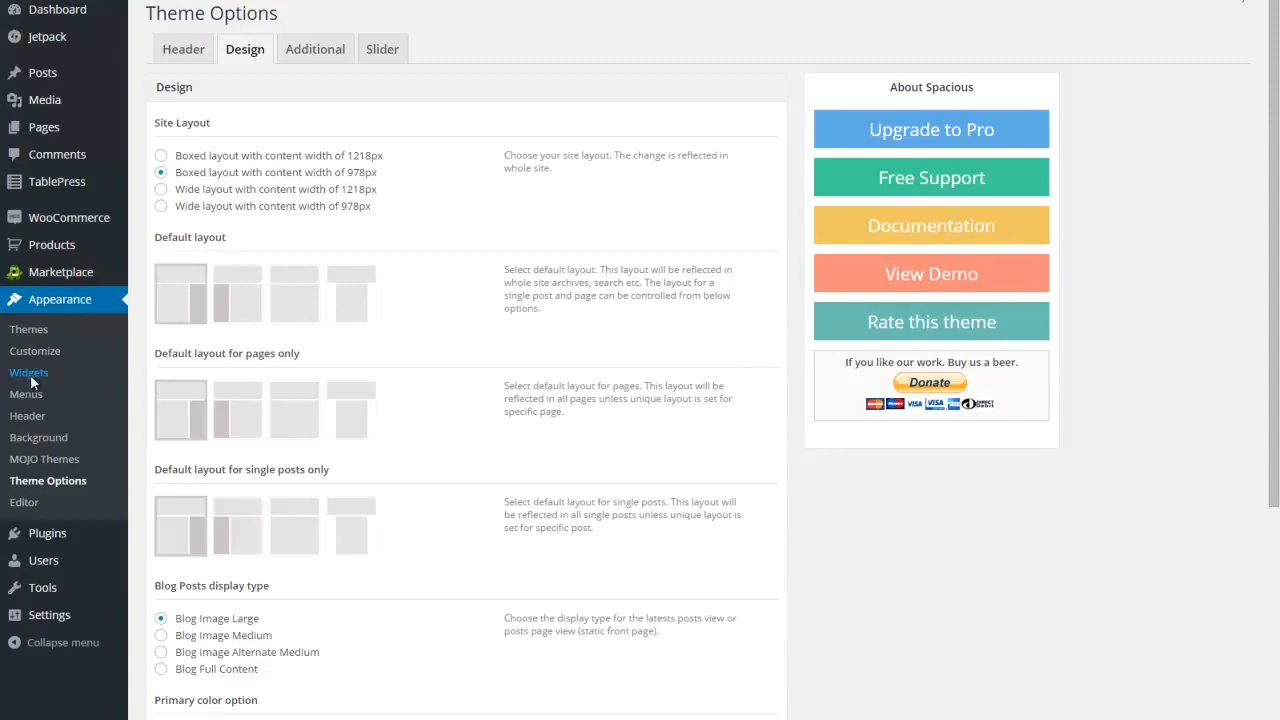 Dashboard
Jetpack
Posts
Media
Pages
Comments
TablePress
WooCommerce
Products
Marketplace
Appearance
Themes
Customize
Widgets
Menus
Header
Background
MOJO Themes
Theme Options
Editor
Plugins
Users
Tools
Settings
Collapse menu
Theme Options
Header
Design
Additional
Slider
Design
Site Layout
Boxed layout with content width of 1218px
Boxed layout with content width of 978px
Wide layout with content width of 1218px
Wide layout with content width of 978px
Choose your site layout. The change is reflected in
whole site.
Default layout
Select default layout. This layout will be reflected in
whole site archives, search etc. The layout for a
single post and page can be controlled from below
options.
Default layout for pages only
Select default layout for pages. This layout will be
reflected in all pages unless unique layout is set for
specific page.
Default layout for single posts only
Select default layout for single posts. This layout will
be reflected in all single posts unless unique layout is
set for specific post.
Blog Posts display type
Blog Image Large
Blog Image Medium
Blog Image Alternate Medium
Blog Full Content
Choose the display type for the latests posts view or
posts page view (static front page).
Primary color option
About Spacious
Upgrade to Pro
Free Support
Documentation
View Demo
Rate this theme
If you like our work. Buy us a beer.
Donate
VISA
VISA
DIRECT
Debit